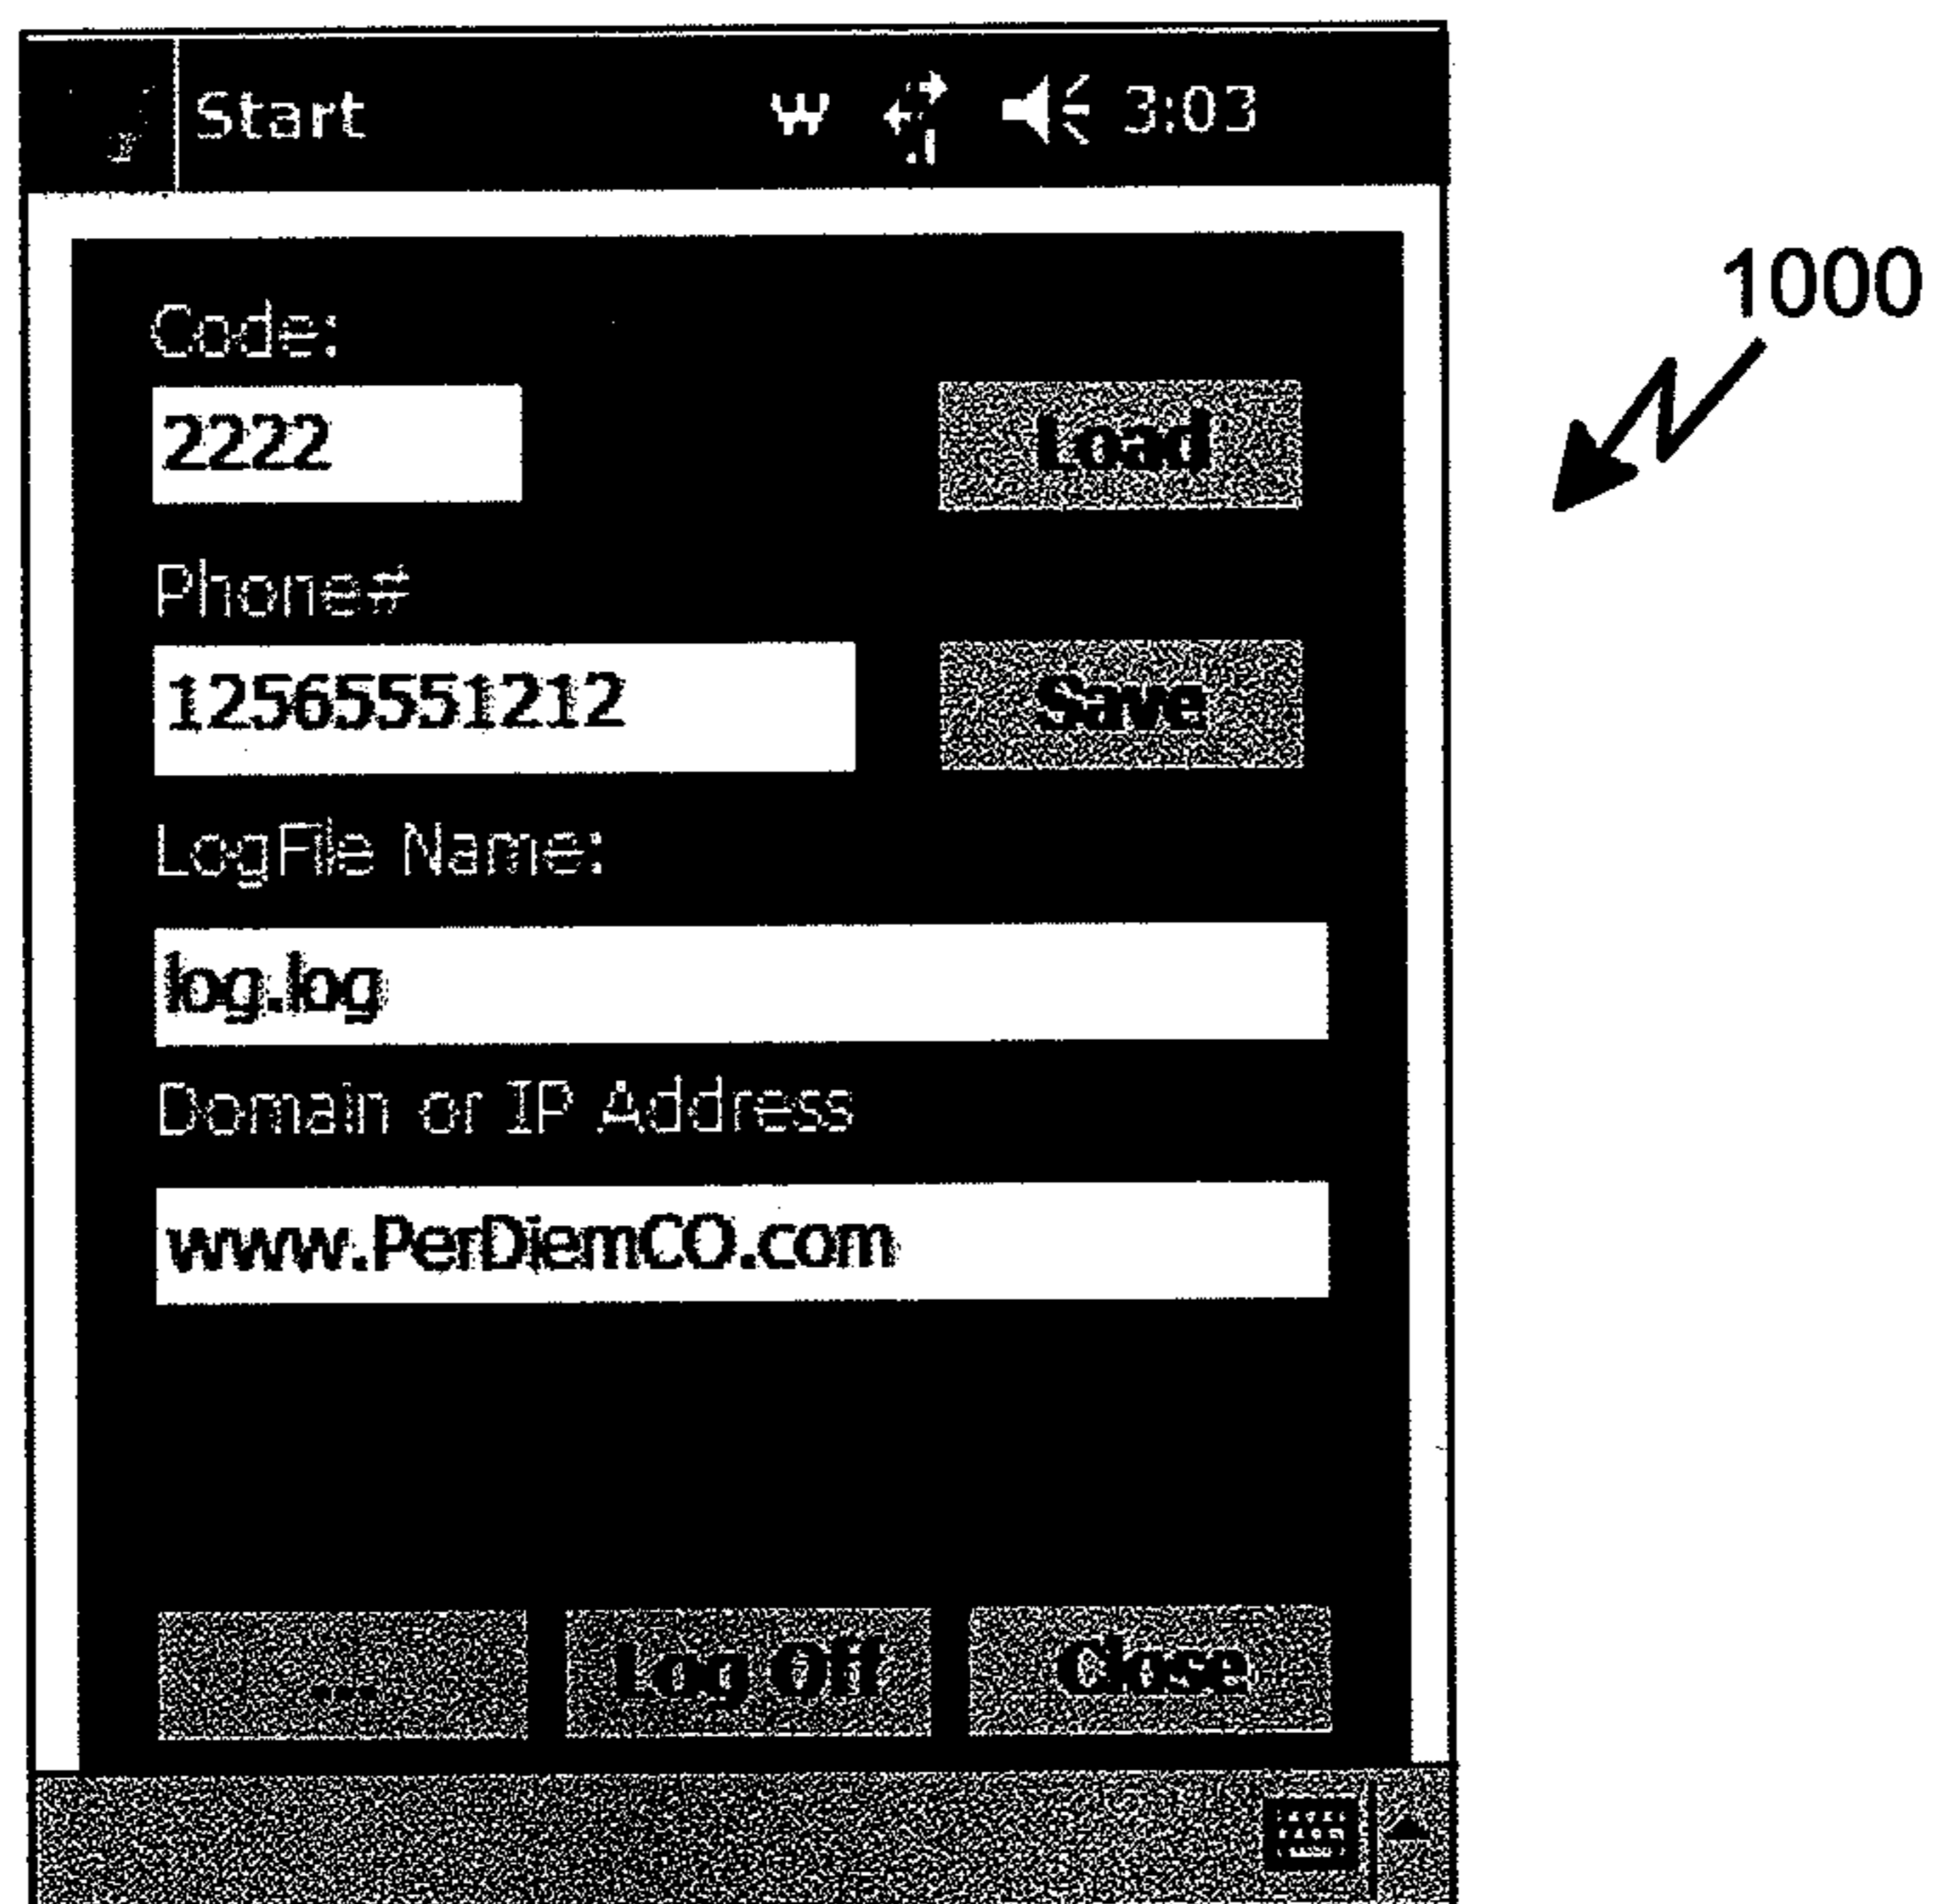 Start 3:03
1000
Code:
2222
Load
Phone#
12565551212
Save
LogFile Name:
log.log
Domain or IP Address
www.PerDiemCO.com
... Log Off Close